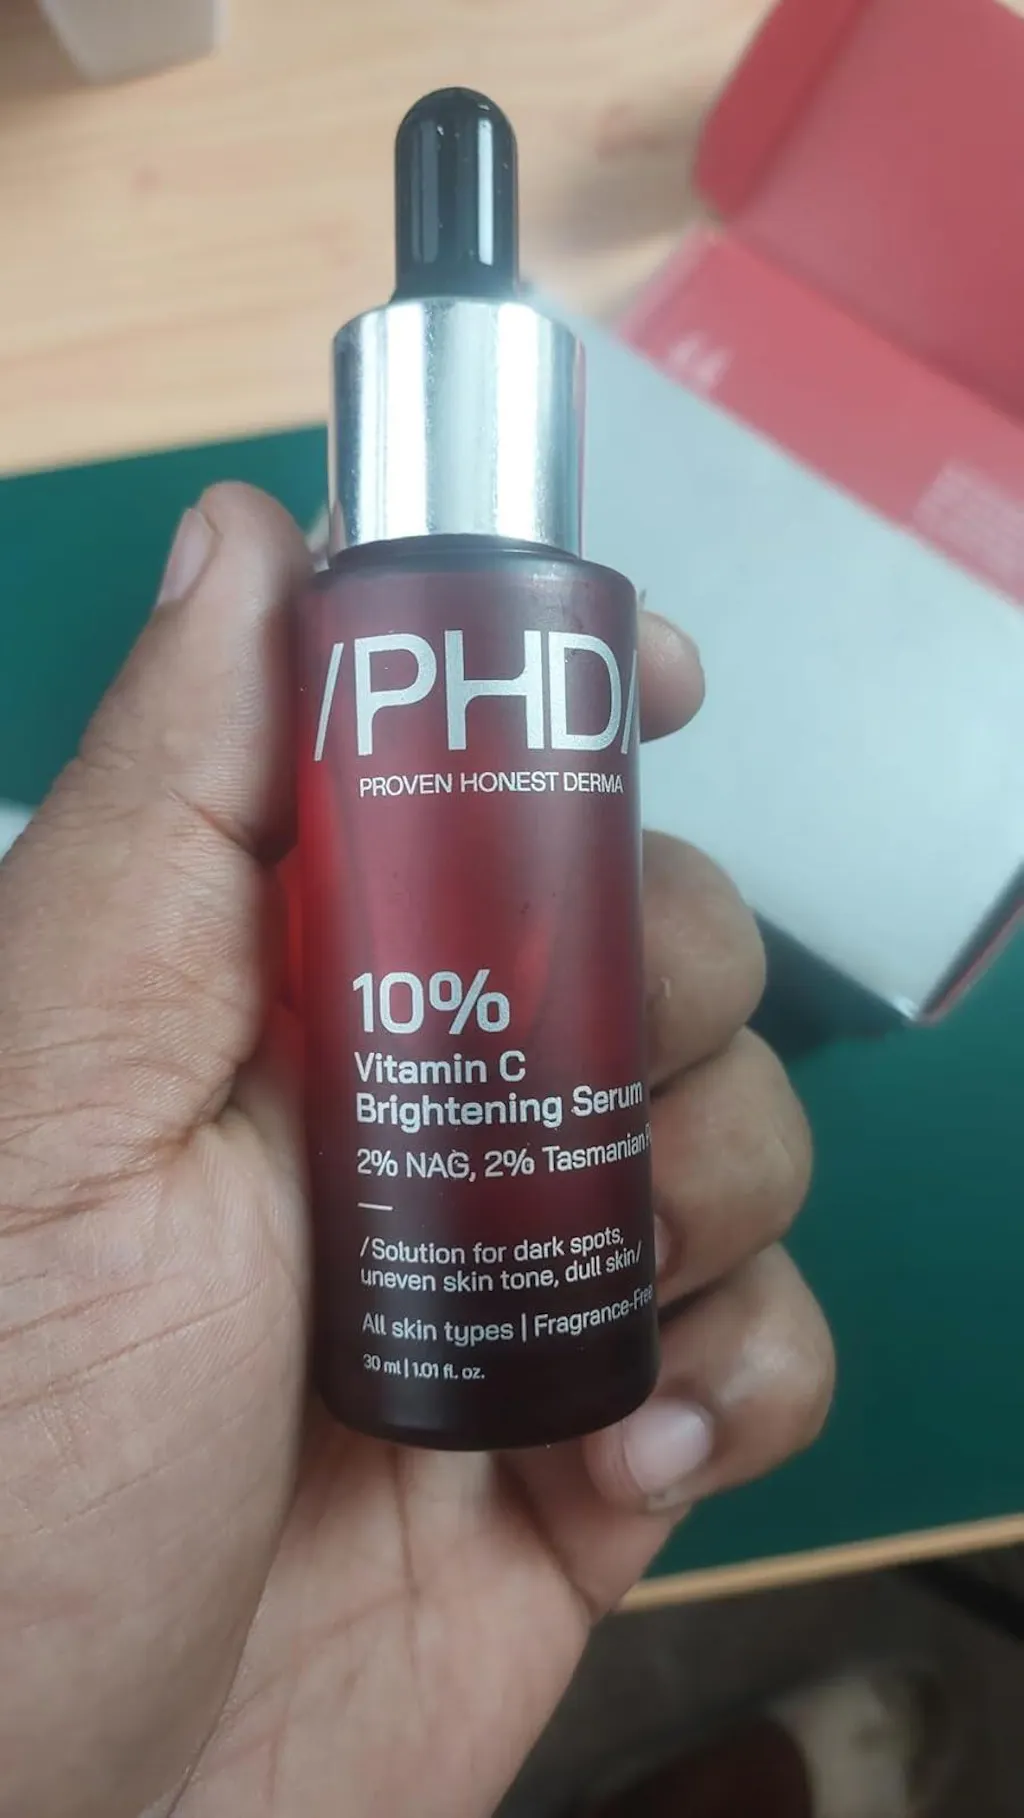 /PHD/
PROVEN HONEST DERMA
10%
Vitamin C
Brightening Serum
2% NAG, 2% Tasmanian
/Solution for dark spots,
uneven skin tone, dull skin/
All skin types | Fragrance-Free
30 ml | 1.01 fl. oz.